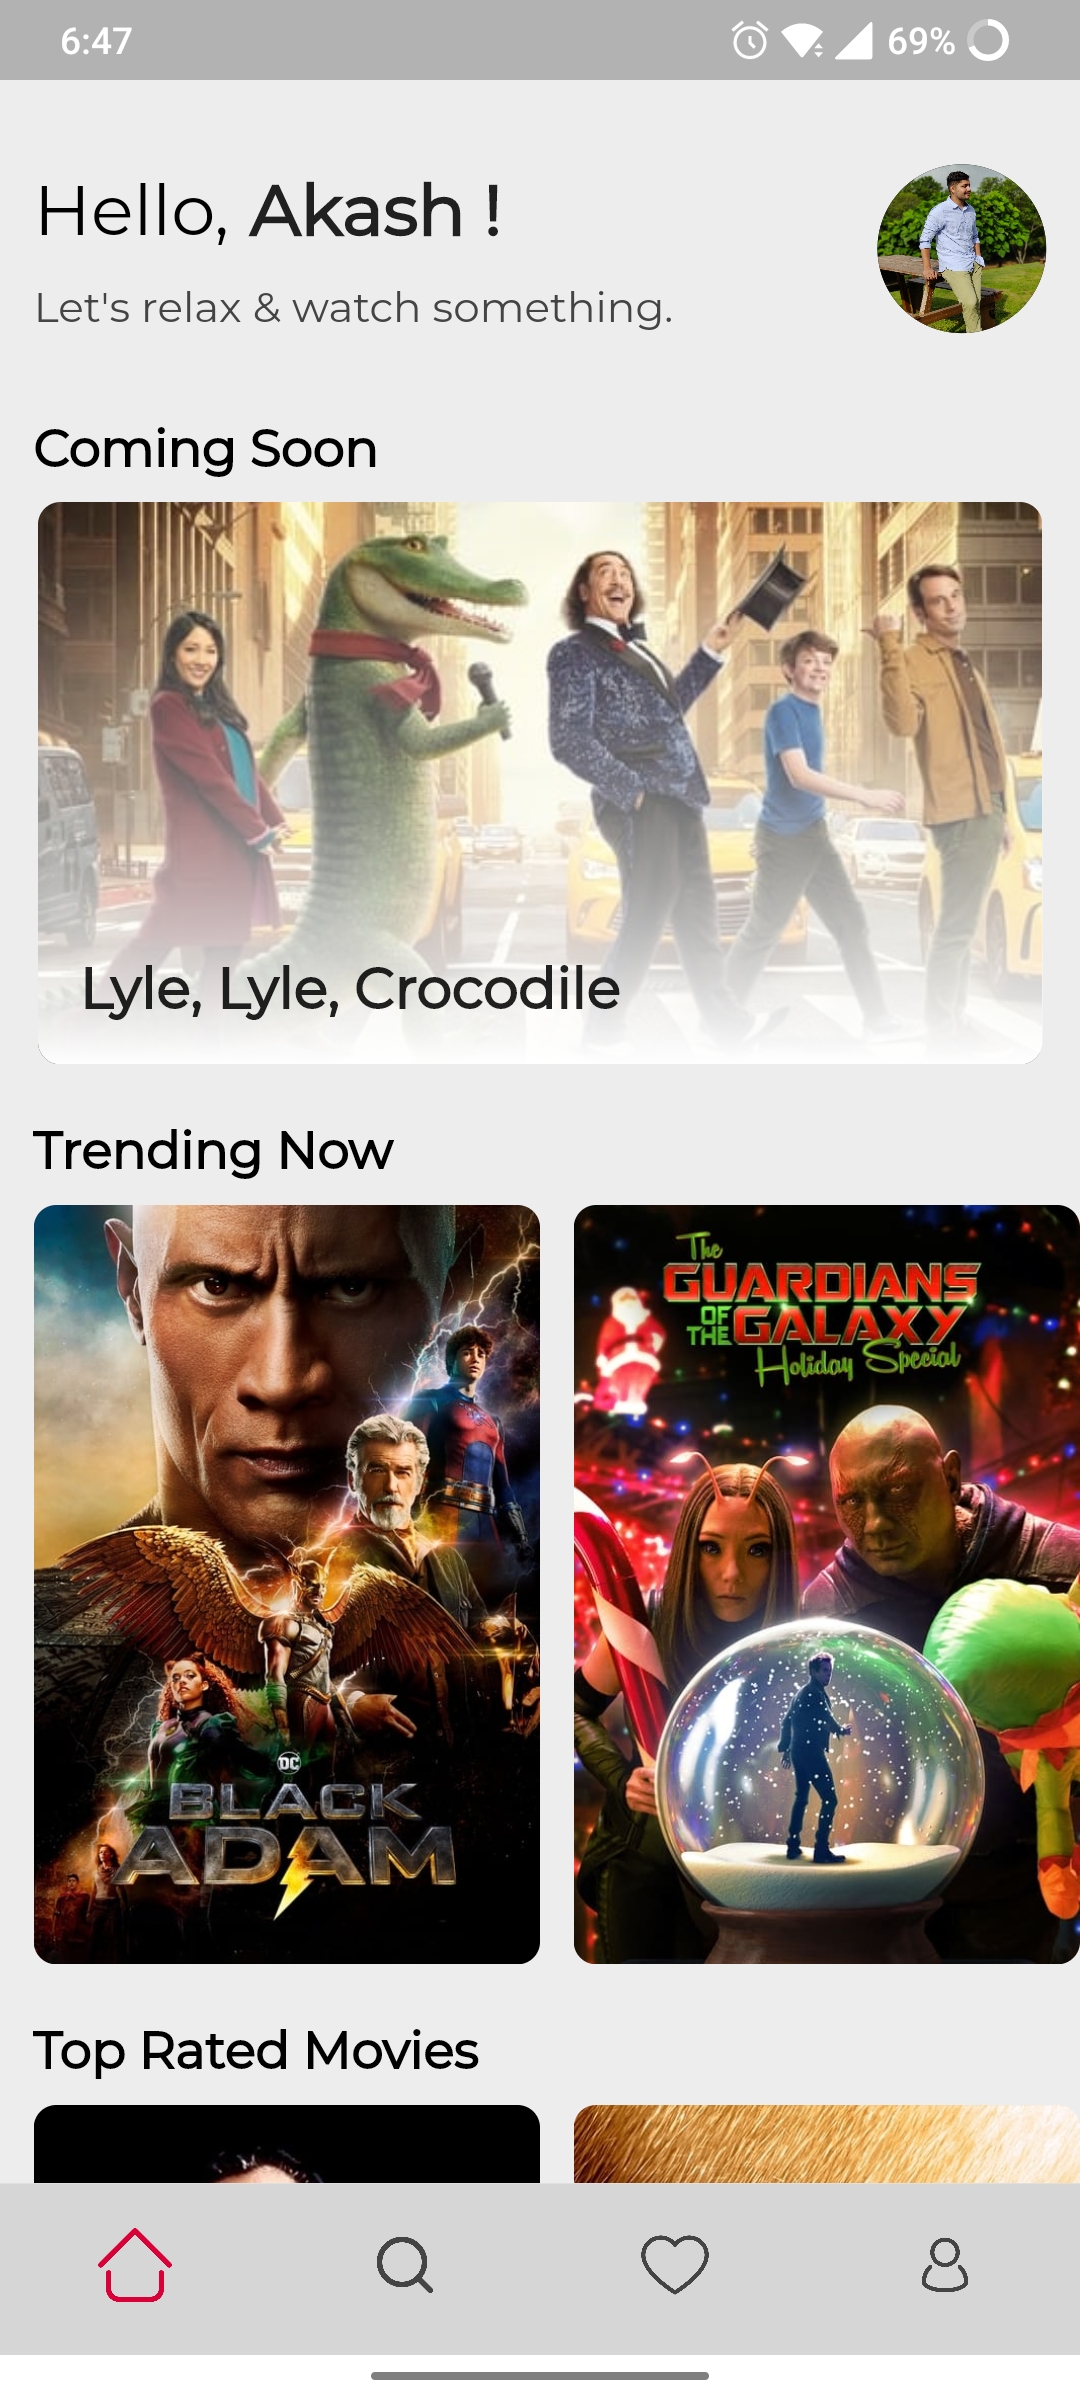 6:47
69%
Hello, Akash !
Let's relax & watch something.
Coming Soon
Lyle, Lyle, Crocodile
Trending Now
DC
BLACK
ADAM
The
GUARDIANS
OF
THE GALAXY
Holiday Special
Top Rated Movies